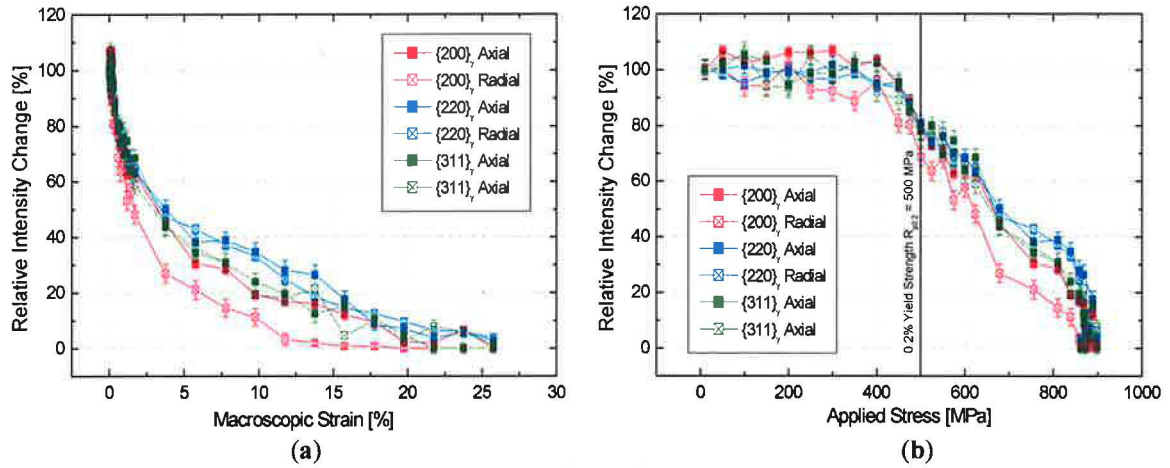 120
100
80
60
40
20
0
Relative Intensity Change [%]
{200}γ Axial
{200}γ Radial
{220}γ Axial
{220}γ Radial
{311}γ Axial
{311}γ Axial
0 5 10 15 20 25 30
Macroscopic Strain [%]
(a)
120
100
80
60
40
20
0
Relative Intensity Change [%]
{200}γ Axial
{200}γ Radial
{220}γ Axial
{220}γ Radial
{311}γ Axial
{311}γ Axial
0.2% Yield Strength Rp0.2 = 500 MPa
0 200 400 600 800 1000
Applied Stress [MPa]
(b)